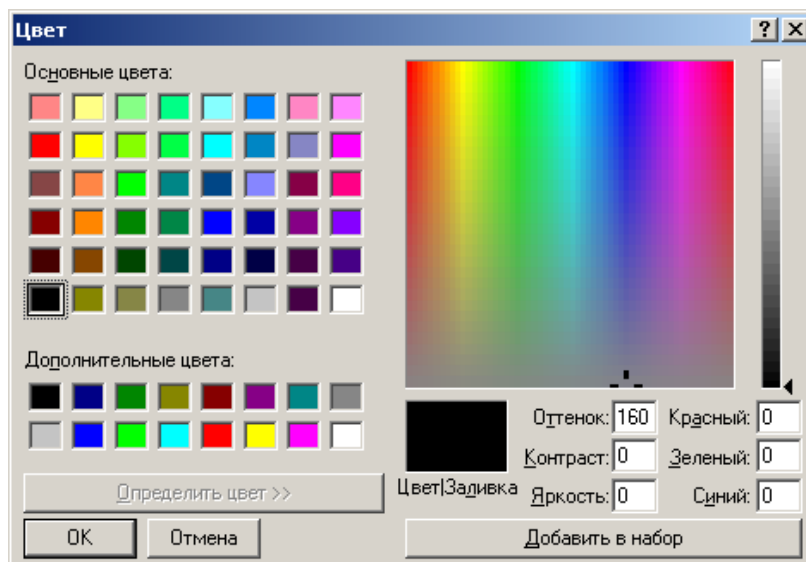 Цвет
Основные цвета:
Дополнительные цвета:
Определить цвет >>
OK
Отмена
Цвет|Заливка
Оттенок: 160
Контраст: 0
Яркость: 0
Красный: 0
Зеленый: 0
Синий: 0
Добавить в набор